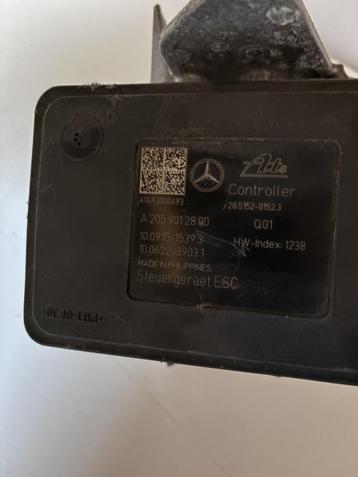 Ate
414A3000493
Controller
28.5152-0152.3
A 205 901 28 00
Q01
10.0915-1539.3
HW-Index: 1238
10.0622-3903.1
MADE IN PHILIPPINES
Steuergeraet ESC